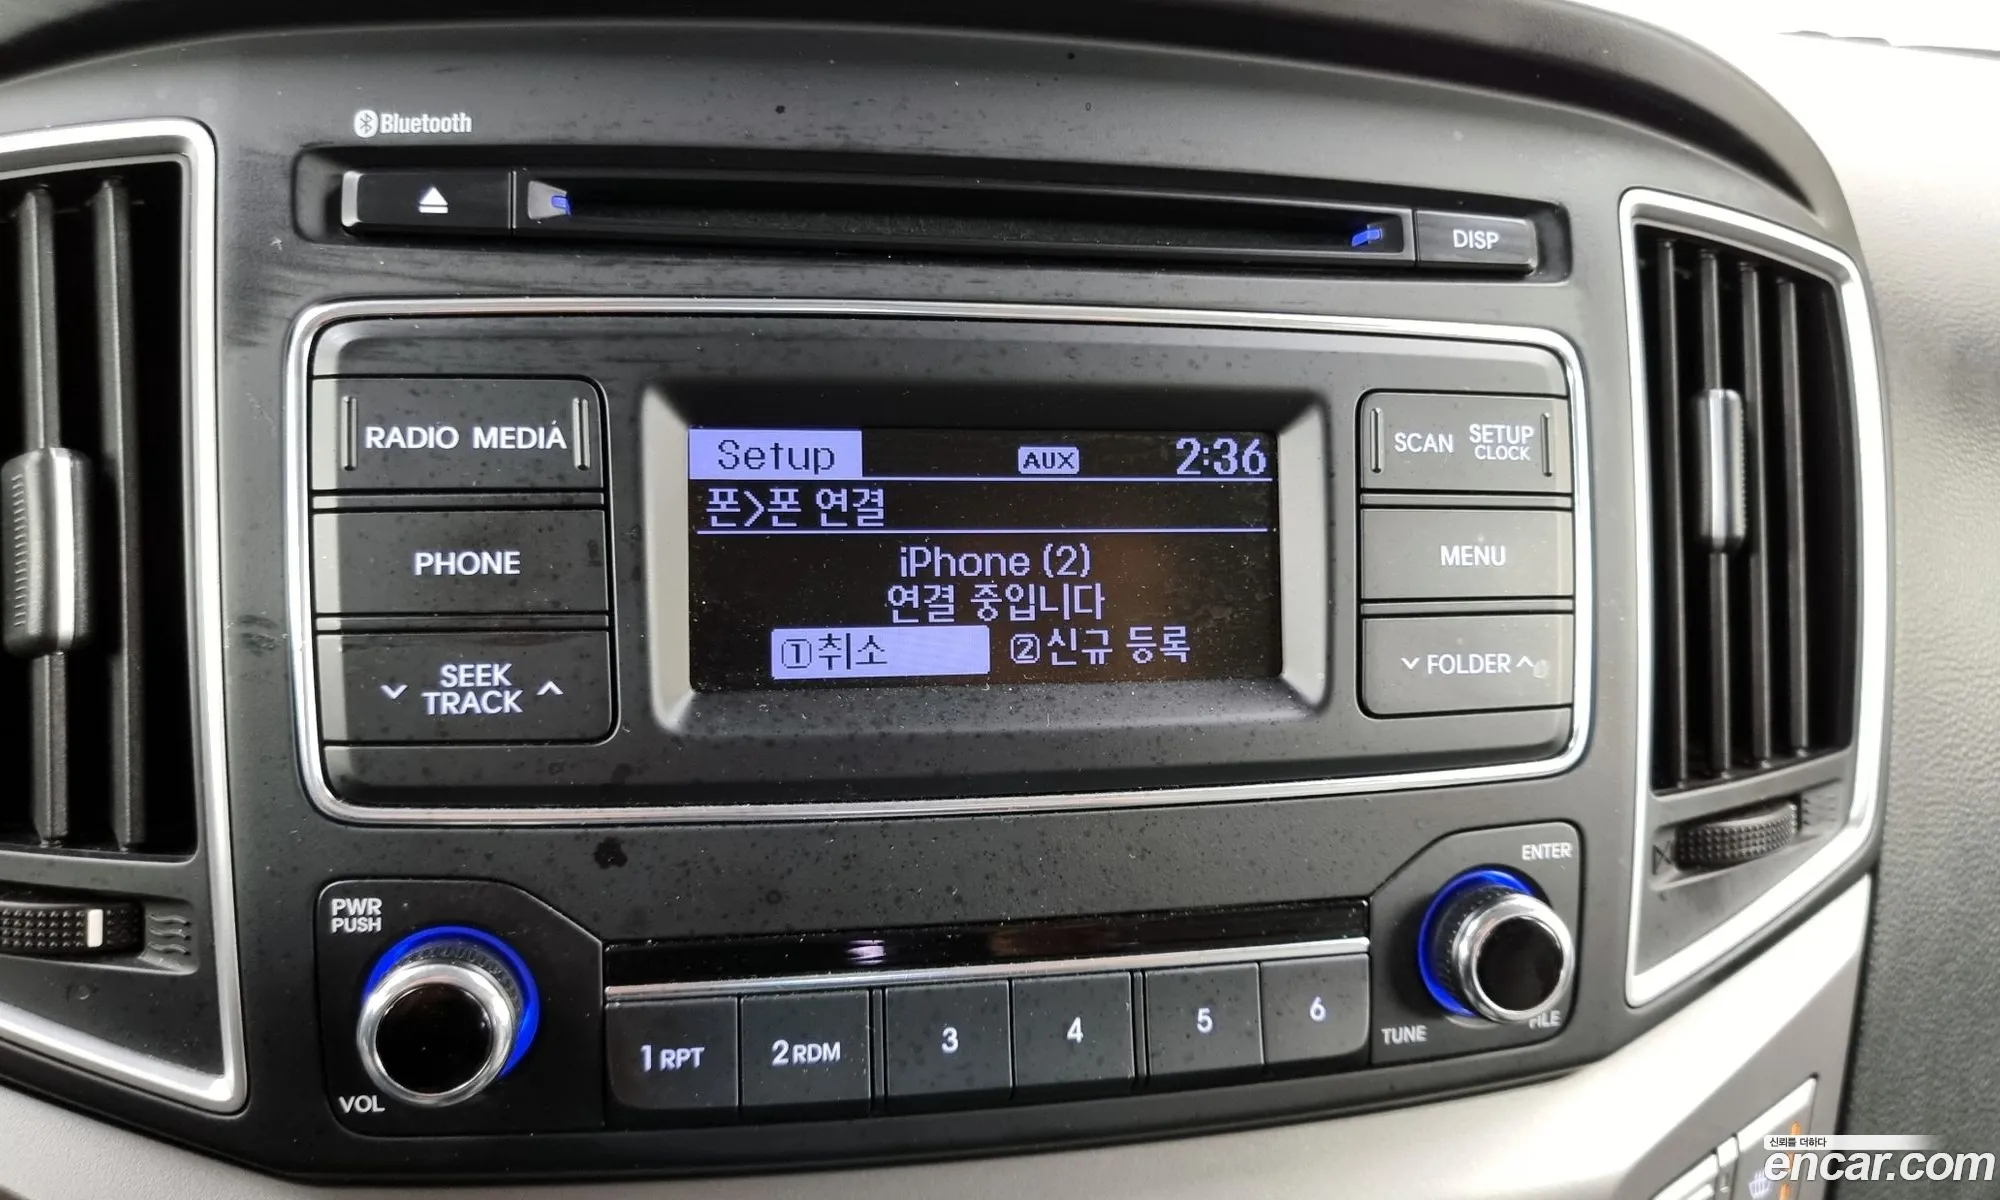 Bluetooth
DISP
RADIO MEDIA
SCAN SETUP CLOCK
Setup AUX 2:36
폰>폰 연결
PHONE
MENU
iPhone (2)
연결 중입니다
①취소 ②신규 등록
SEEK
TRACK
FOLDER
ENTER
PWR
PUSH
VOL
1 RPT 2 RDM 3 4 5 6
TUNE
FILE
신뢰를 더하다
encar.com